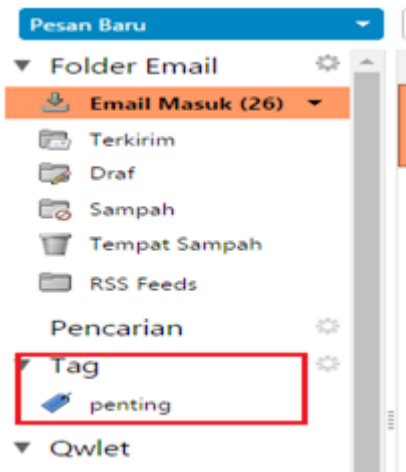 Pesan Baru
Folder Email
Email Masuk (26)
Terkirim
Draf
Sampah
Tempat Sampah
RSS Feeds
Pencarian
Tag
penting
Qwlet